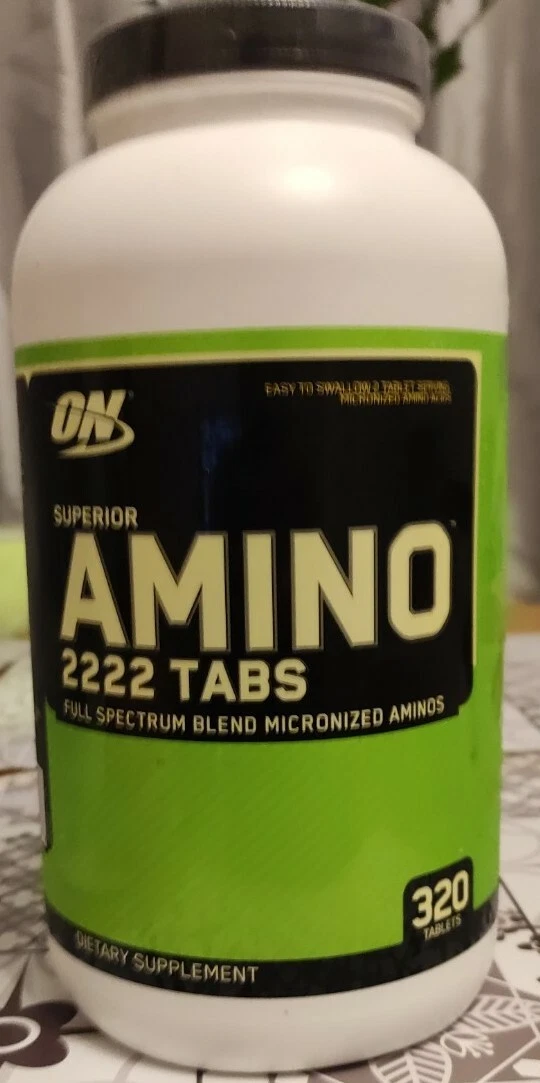 ON
EASY TO SWALLOW 2 TABLET SERVING
MICRONIZED AMINO ACIDS
SUPERIOR
AMINO
2222 TABS
FULL SPECTRUM BLEND MICRONIZED AMINOS
320
TABLETS
DIETARY SUPPLEMENT